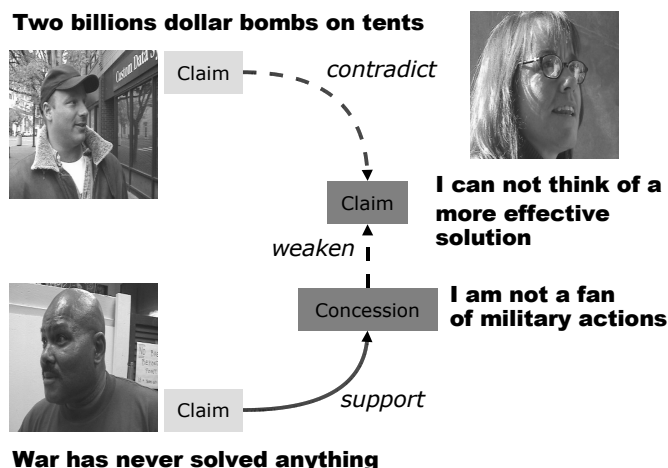 Two billions dollar bombs on tents
Claim
contradict
Claim
I can not think of a
more effective
solution
weaken
Concession
I am not a fan
of military actions
Claim
support
War has never solved anything